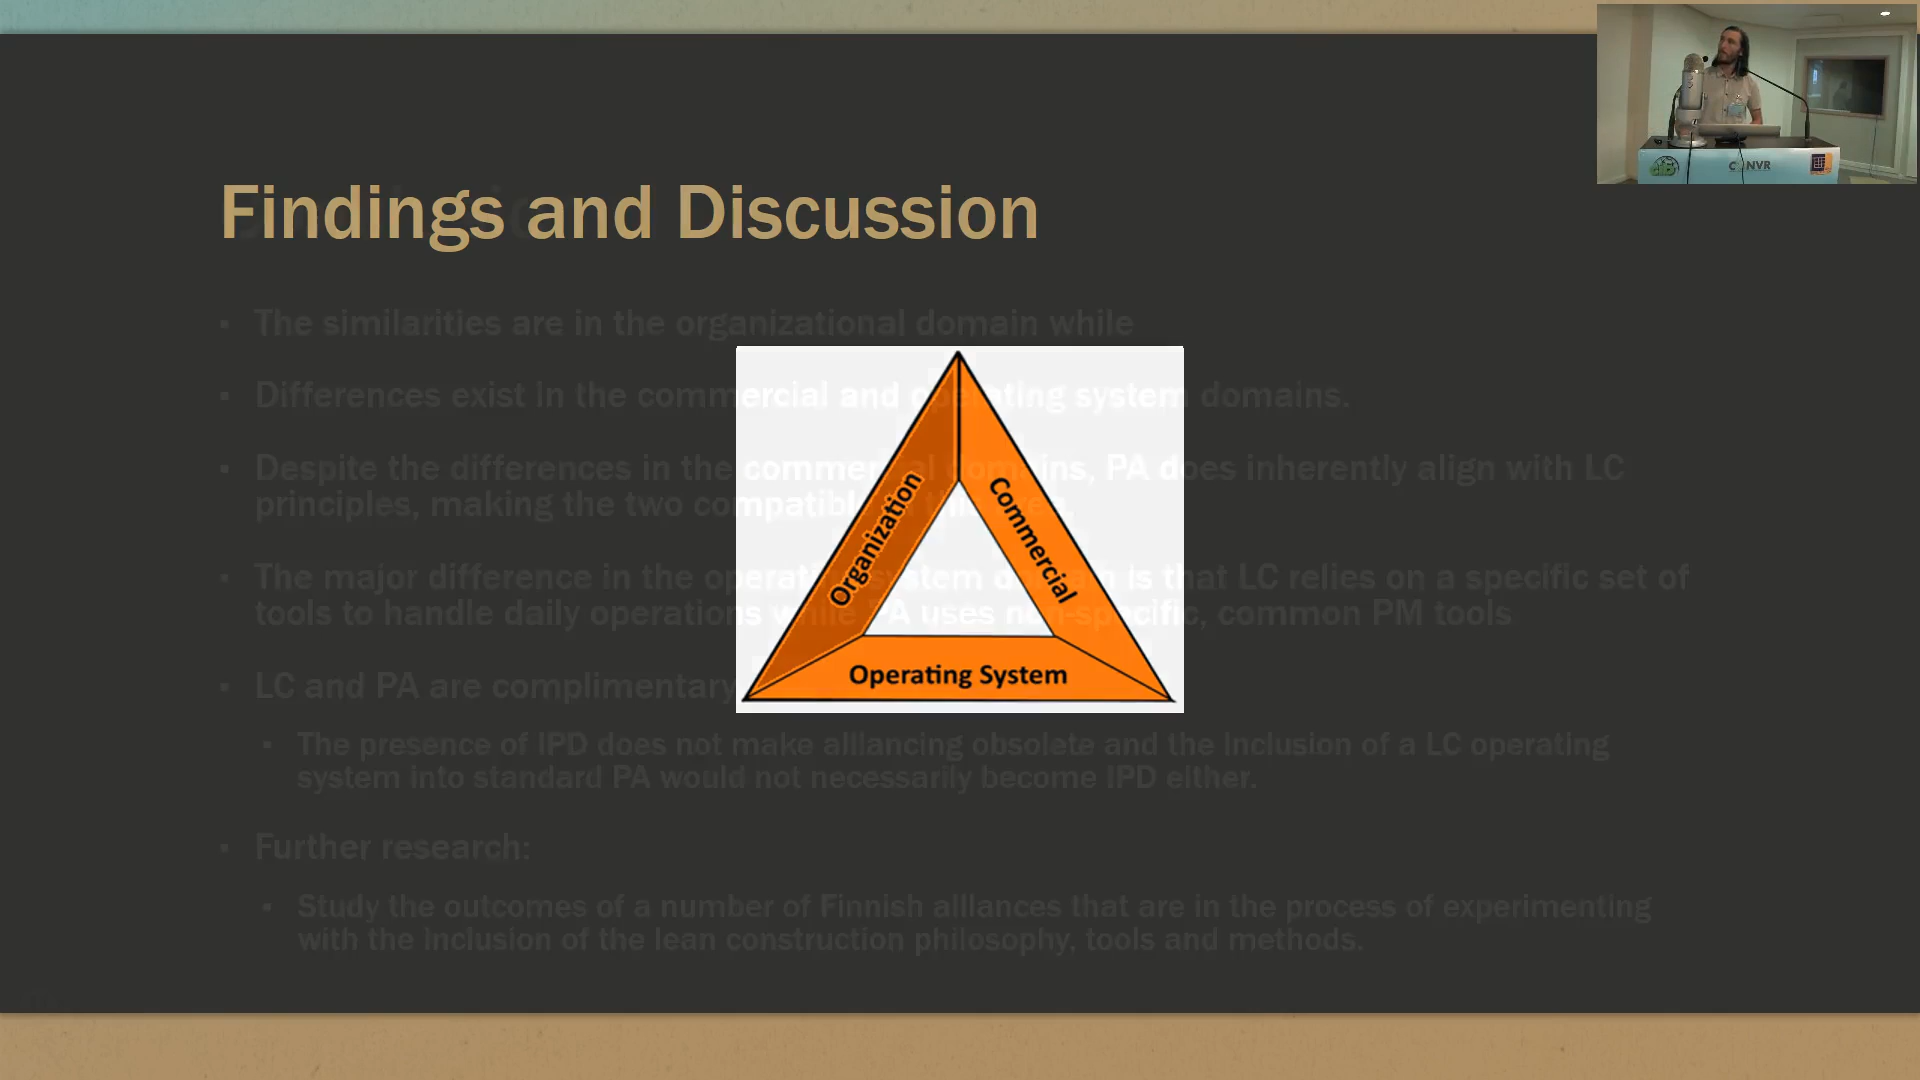 Findings and Discussion
▪ The similarities are in the organizational domain while
▪ Differences exist in the commercial and operating system domains.
▪ Despite the differences in the commercial domains, PA does inherently align with LC
principles, making the two compatible in this area.
▪ The major difference in the operating system domain is that LC relies on a specific set of
tools to handle daily operations while PA uses non-specific, common PM tools
▪ LC and PA are complimentary
▪ The presence of IPD does not make alliancing obsolete and the inclusion of a LC operating
system into standard PA would not necessarily become IPD either.
▪ Further research:
▪ Study the outcomes of a number of Finnish alliances that are in the process of experimenting
with the inclusion of the lean construction philosophy, tools and methods.
Organization
Commercial
Operating System
CONVR